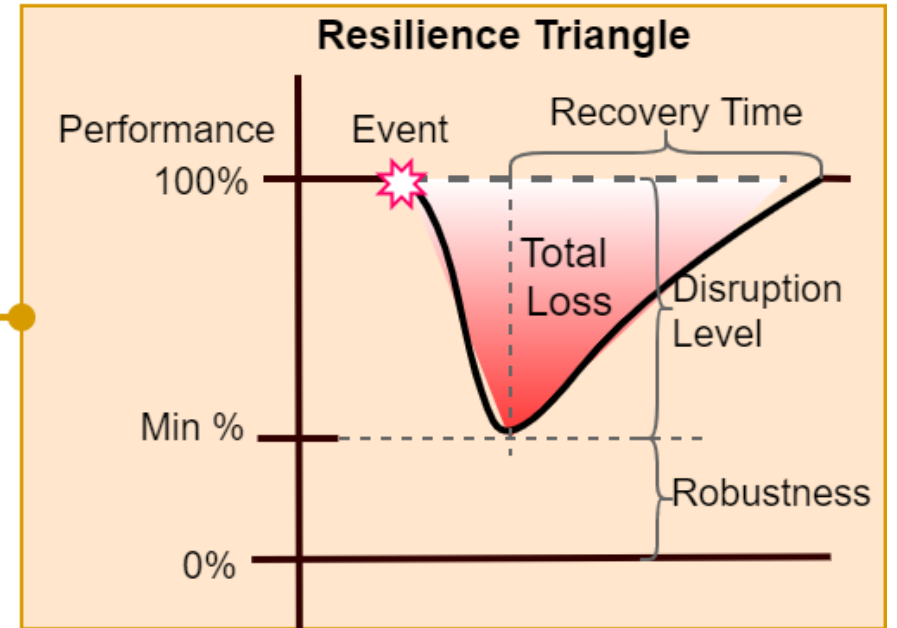 Resilience Triangle
Performance
Event
Recovery Time
100%
Total
Loss
Disruption
Level
Min %
Robustness
0%